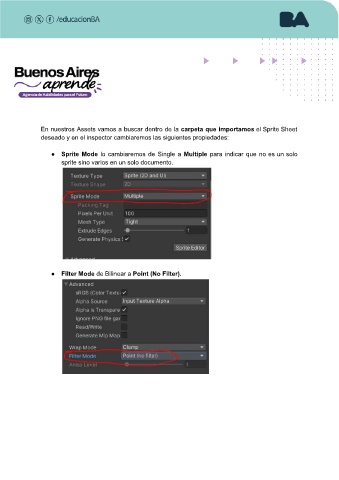 /educacionBA
BA
Buenos Aires
aprende
Agencia de Habilidades para el Futuro
En nuestros Assets vamos a buscar dentro de la carpeta que importamos el Sprite Sheet
deseado y en el inspector cambiaremos las siguientes propiedades:
● Sprite Mode lo cambiaremos de Single a Multiple para indicar que no es un solo
sprite sino varios en un solo documento.
Texture Type Sprite (2D and UI)
Texture Shape 2D
Sprite Mode Multiple
Packing Tag
Pixels Per Unit 100
Mesh Type Tight
Extrude Edges 1
Generate Physics S
Sprite Editor
● Filter Mode de Bilinear a Point (No Filter).
Advanced
sRGB (Color Textu
Alpha Source Input Texture Alpha
Alpha Is Transpare
Ignore PNG file ga
Read/Write
Generate Mip Map
Wrap Mode Clamp
Filter Mode Point (no filter)
Aniso Level 1